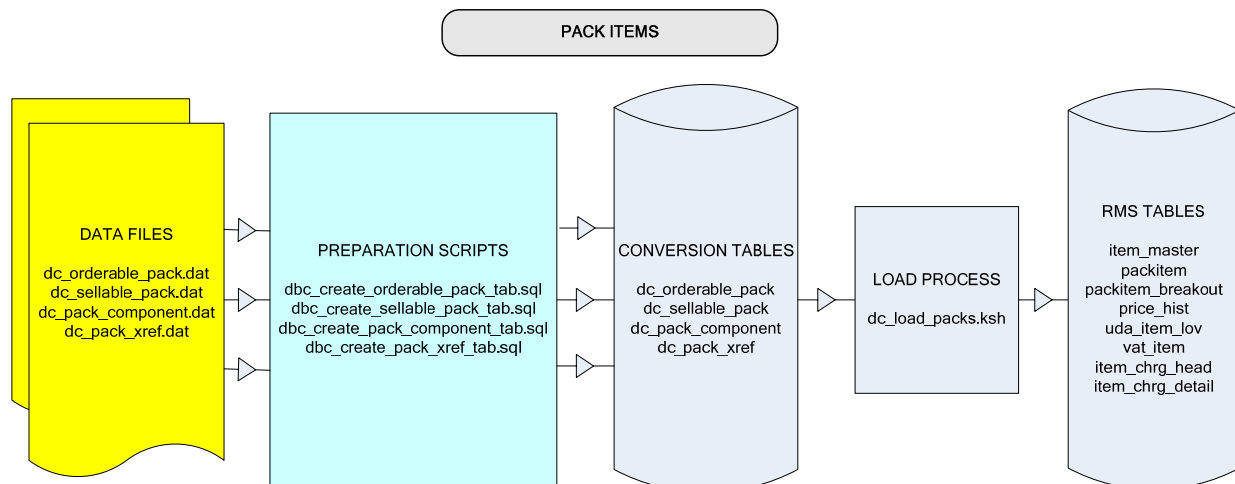 PACK ITEMS
DATA FILES
dc_orderable_pack.dat
dc_sellable_pack.dat
dc_pack_component.dat
dc_pack_xref.dat
PREPARATION SCRIPTS
dbc_create_orderable_pack_tab.sql
dbc_create_sellable_pack_tab.sql
dbc_create_pack_component_tab.sql
dbc_create_pack_xref_tab.sql
CONVERSION TABLES
dc_orderable_pack
dc_sellable_pack
dc_pack_component
dc_pack_xref
LOAD PROCESS
dc_load_packs.ksh
RMS TABLES
item_master
packitem
packitem_breakout
price_hist
uda_item_lov
vat_item
item_chrg_head
item_chrg_detail